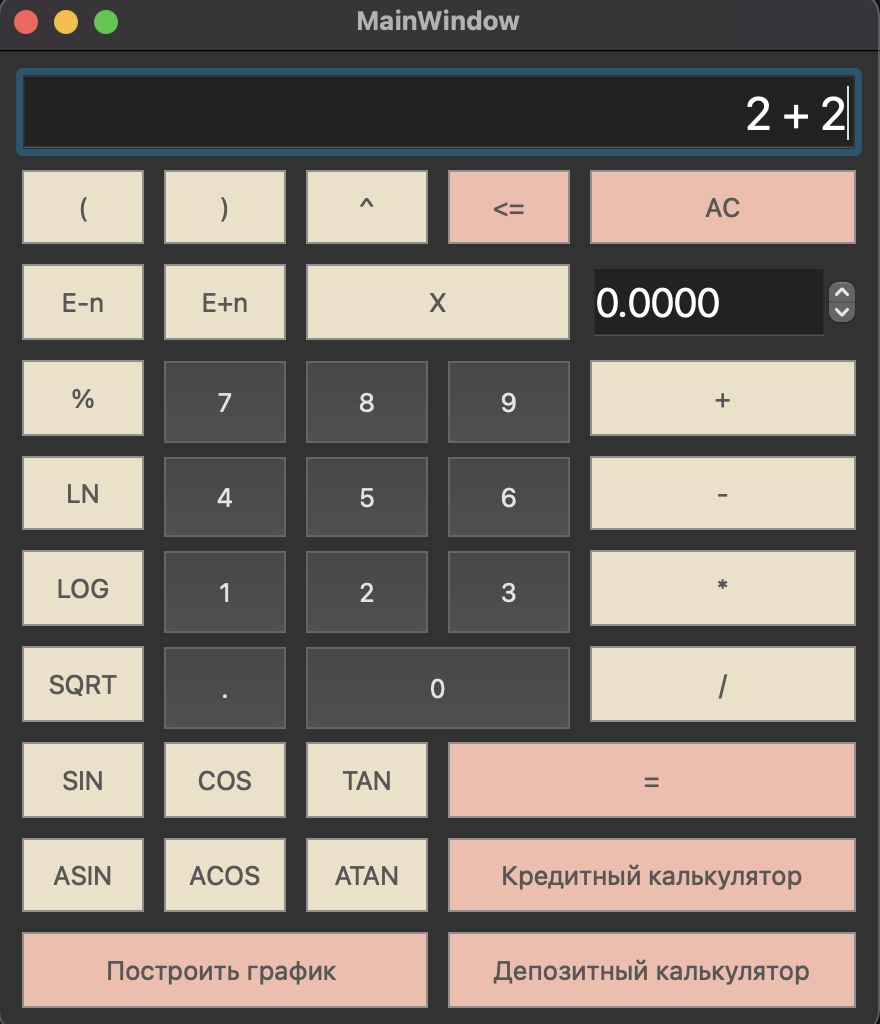 MainWindow
2 + 2
( ) ^ <= AC
E-n E+n X 0.0000
% 7 8 9 +
LN 4 5 6 -
LOG 1 2 3 *
SQRT . 0 /
SIN COS TAN =
ASIN ACOS ATAN Кредитный калькулятор
Построить график Депозитный калькулятор